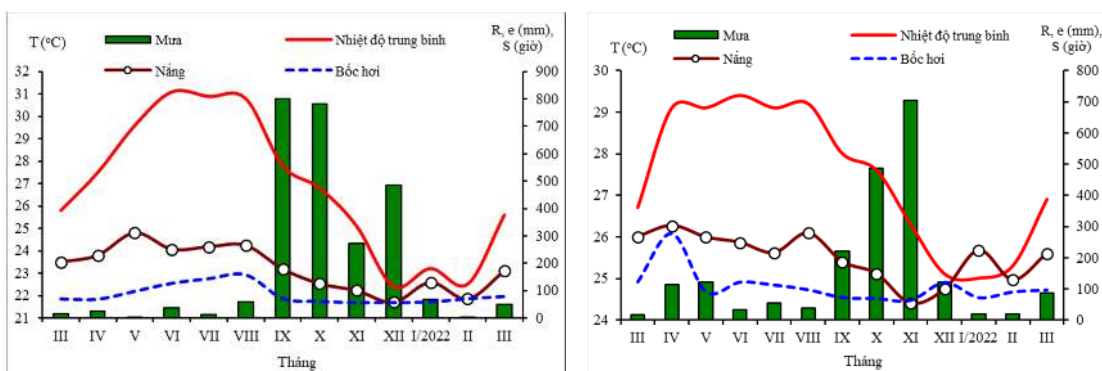 T (°C)
R, e (mm),
S (giờ)
Mưa
Nhiệt độ trung bình
Nắng
Bốc hơi
32
31
30
29
28
27
26
25
24
23
22
21
900
800
700
600
500
400
300
200
100
0
III IV V VI VII VIII IX X XI XII I/2022 II III
Tháng
T (°C)
R, e (mm),
S (giờ)
Mưa
Nhiệt độ trung bình
Nắng
Bốc hơi
30
29
28
27
26
25
24
800
700
600
500
400
300
200
100
0
III IV V VI VII VIII IX X XI XII I/2022 II III
Tháng